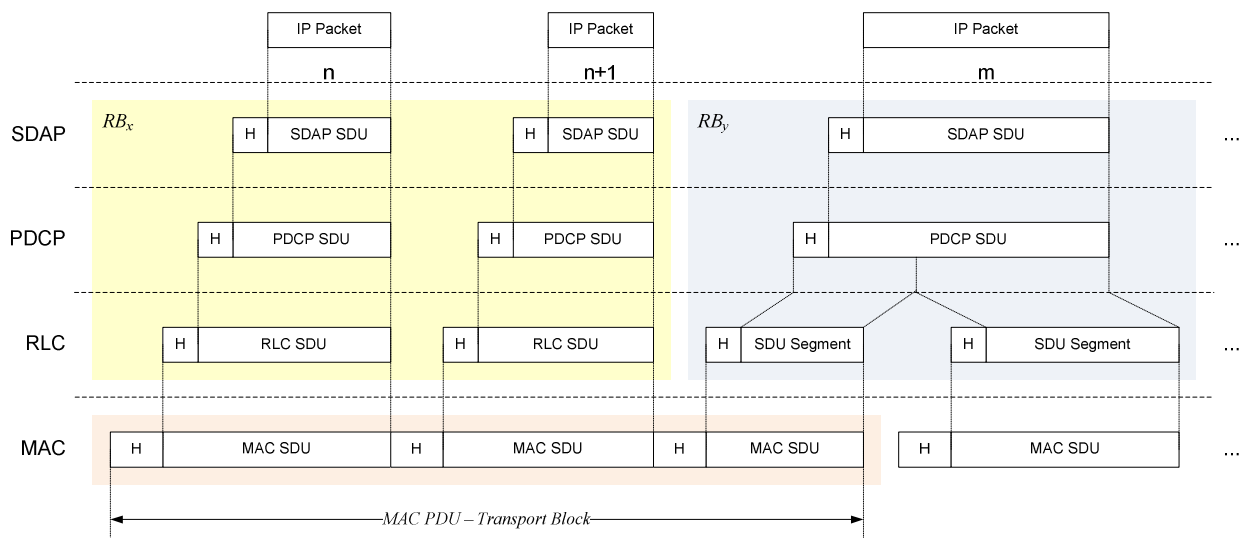 IP Packet IP Packet IP Packet
n n+1 m
RBx RBy
SDAP H SDAP SDU H SDAP SDU H SDAP SDU ...
PDCP H PDCP SDU H PDCP SDU H PDCP SDU ...
RLC H RLC SDU H RLC SDU H SDU Segment H SDU Segment ...
MAC H MAC SDU H MAC SDU H MAC SDU H MAC SDU ...
MAC PDU – Transport Block